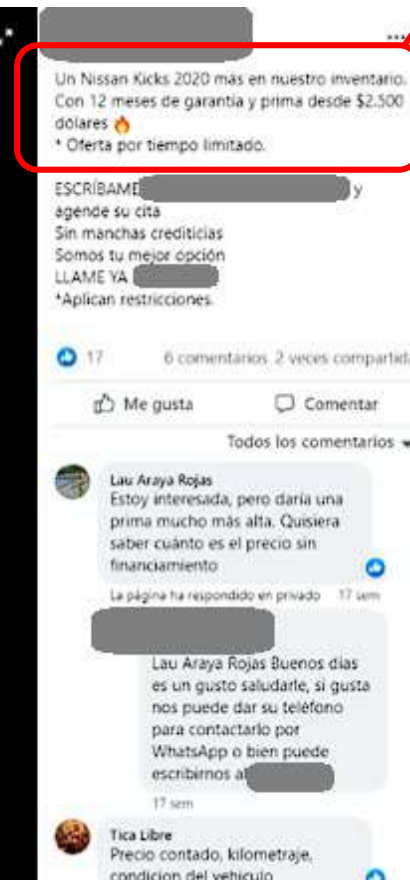 Un Nissan Kicks 2020 mas en nuestro inventario.
Con 12 meses de garantía y prima desde $2.500
dólares 🔥
* Oferta por tiempo limitado.
ESCRÍBAME y
agende su cita
Sin manchas crediticias
Somos tu mejor opción
LLAME YA
*Aplican restricciones.
17 6 comentarios 2 veces compartida
Me gusta Comentar
Todos los comentarios
Lau Araya Rojas
Estoy interesada, pero daría una
prima mucho más alta. Quisiera
saber cuánto es el precio sin
financiamiento
La página ha respondido en privado 17 sem
Lau Araya Rojas Buenos días
es un gusto saludarle, si gusta
nos puede dar su teléfono
para contactarlo por
WhatsApp o bien puede
escribirnos al
17 sem
Tica Libre
Precio contado, kilometraje,
condicion del vehiculo